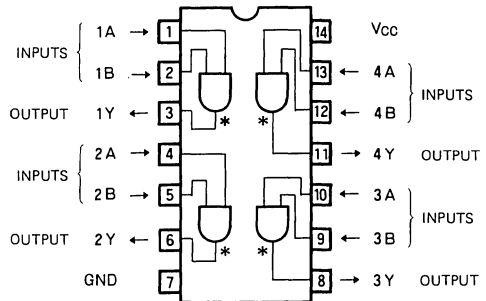 1A → 1 14 VCC
INPUTS
1B → 2 13 ← 4A
INPUTS
OUTPUT 1Y ← 3 * * 12 ← 4B
2A → 4 11 → 4Y OUTPUT
INPUTS
2B → 5 10 ← 3A
INPUTS
OUTPUT 2Y ← 6 * * 9 ← 3B
GND 7 8 → 3Y OUTPUT